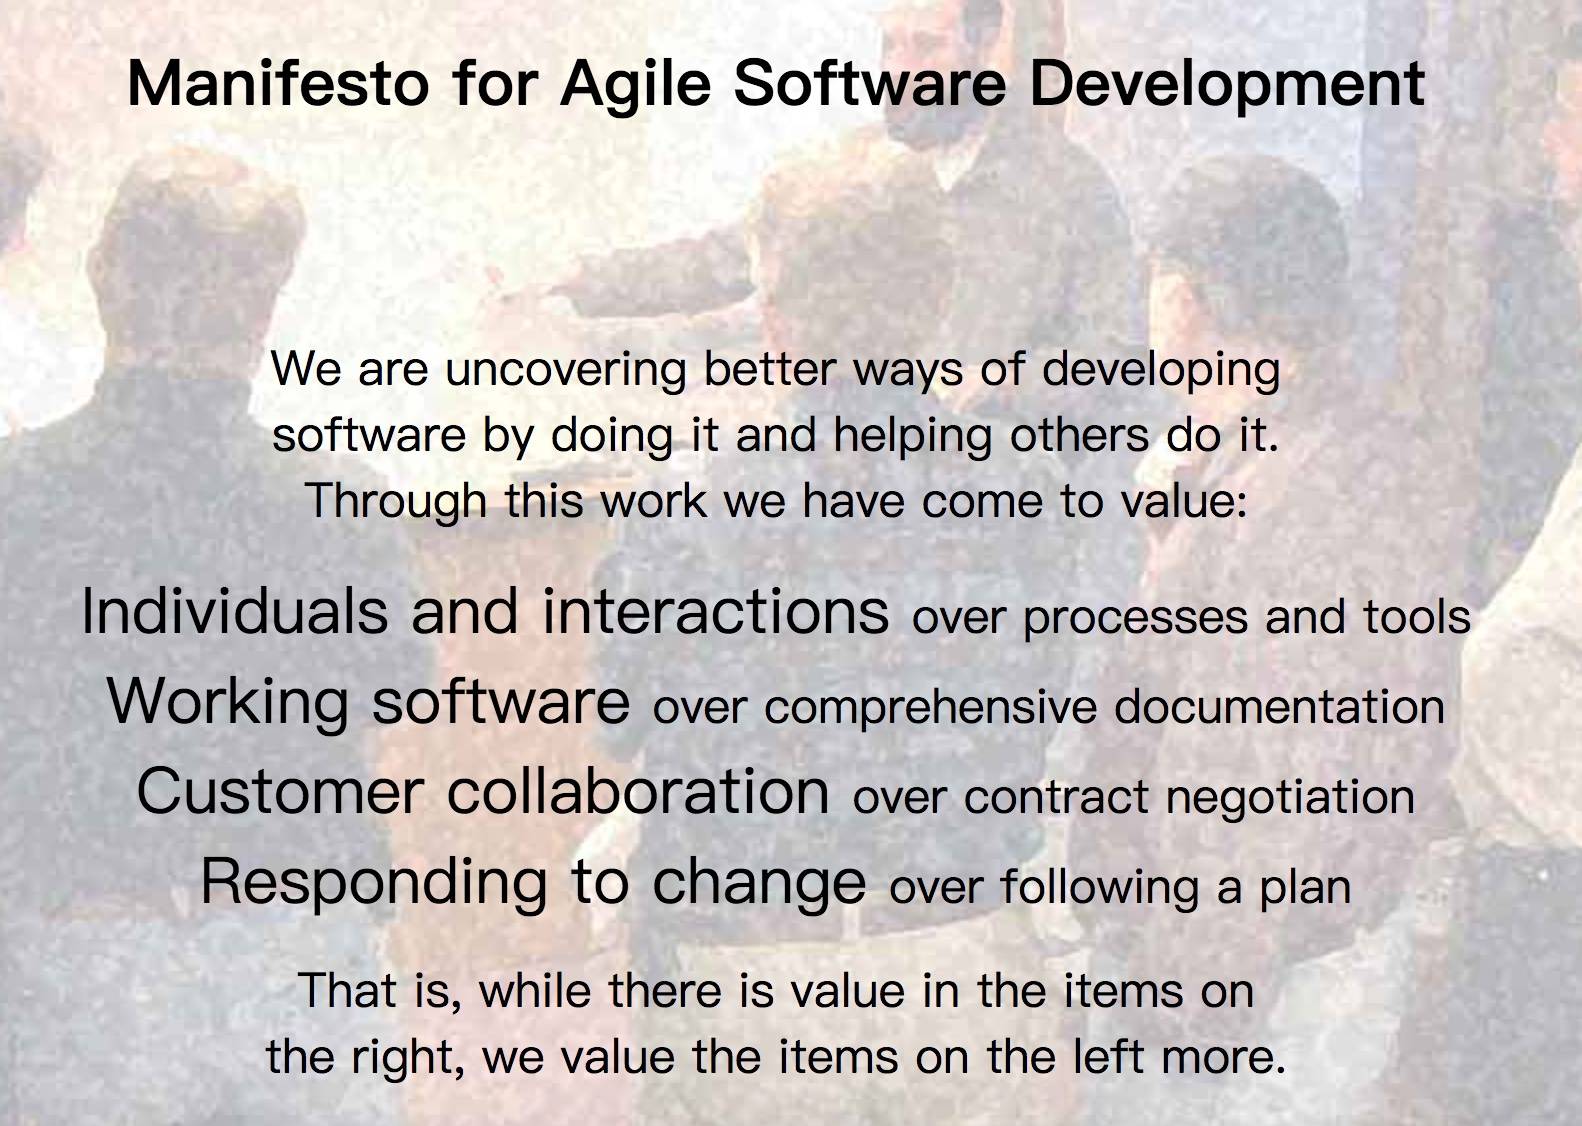 Manifesto for Agile Software Development
We are uncovering better ways of developing
software by doing it and helping others do it.
Through this work we have come to value:
Individuals and interactions over processes and tools
Working software over comprehensive documentation
Customer collaboration over contract negotiation
Responding to change over following a plan
That is, while there is value in the items on
the right, we value the items on the left more.